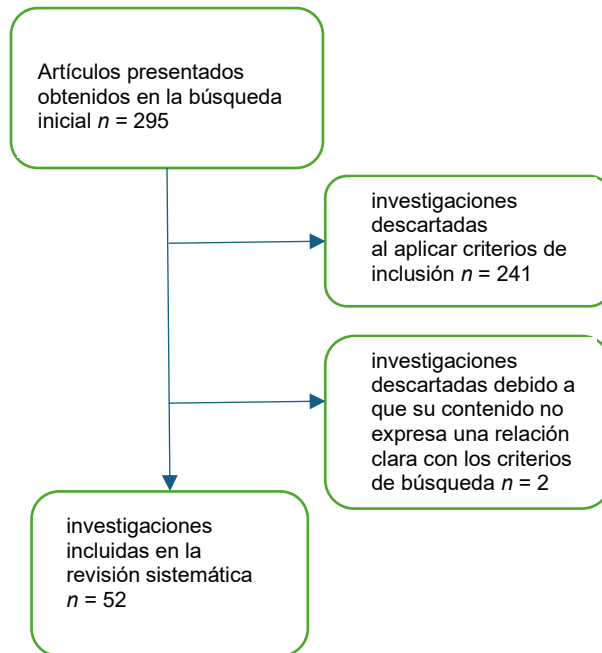 Artículos presentados
obtenidos en la búsqueda
inicial n = 295
investigaciones
descartadas
al aplicar criterios de
inclusión n = 241
investigaciones
descartadas debido a
que su contenido no
expresa una relación
clara con los criterios
de búsqueda n = 2
investigaciones
incluidas en la
revisión sistemática
n = 52